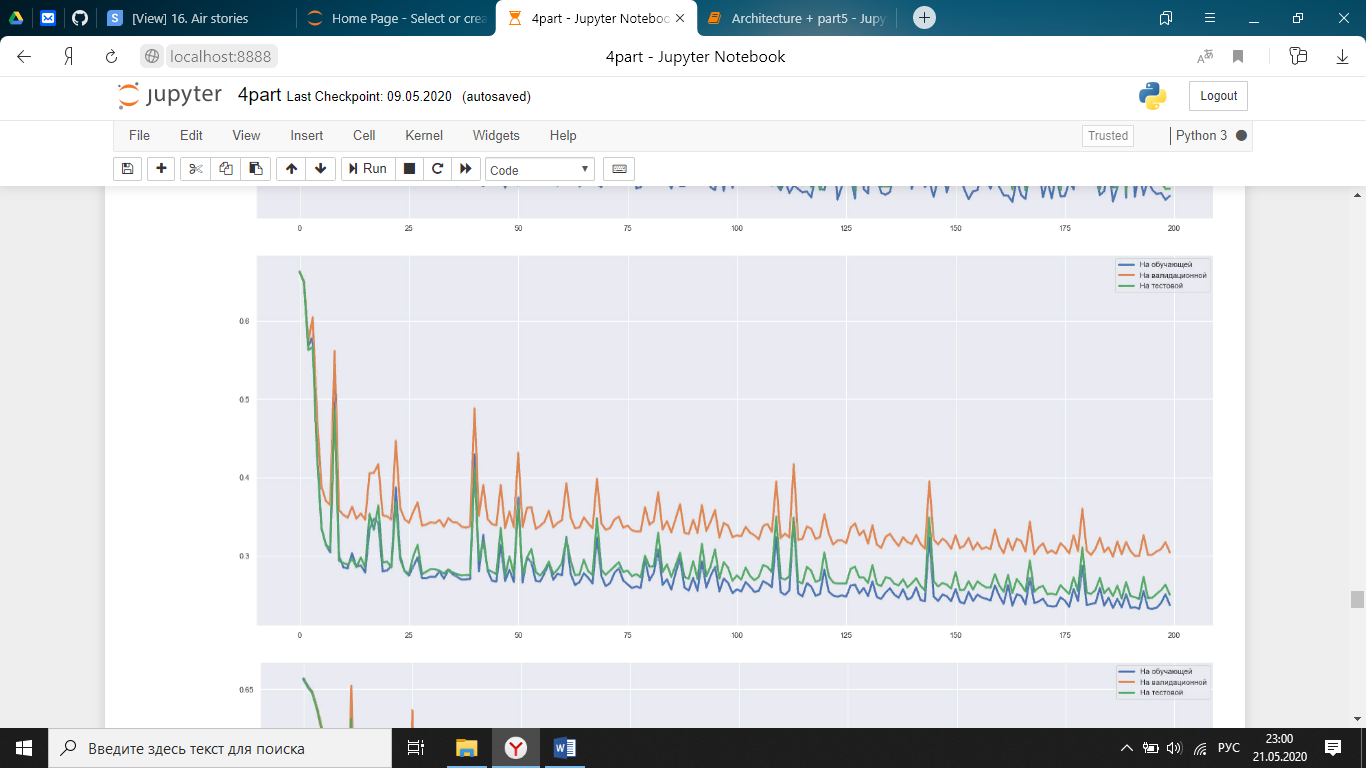 [View] 16. Air stories
Home Page - Select or crea
4part - Jupyter Noteboo
Architecture + part5 - Jupy
localhost:8888
4part - Jupyter Notebook
jupyter 4part Last Checkpoint: 09.05.2020 (autosaved)
Logout
File Edit View Insert Cell Kernel Widgets Help
Trusted Python 3
Run
Code
0 25 50 75 100 125 150 175 200
На обучающей
На валидационной
На тестовой
0.6
0.5
0.4
0.3
0 25 50 75 100 125 150 175 200
На обучающей
На валидационной
На тестовой
0.65
Введите здесь текст для поиска
РУС
23:00
21.05.2020